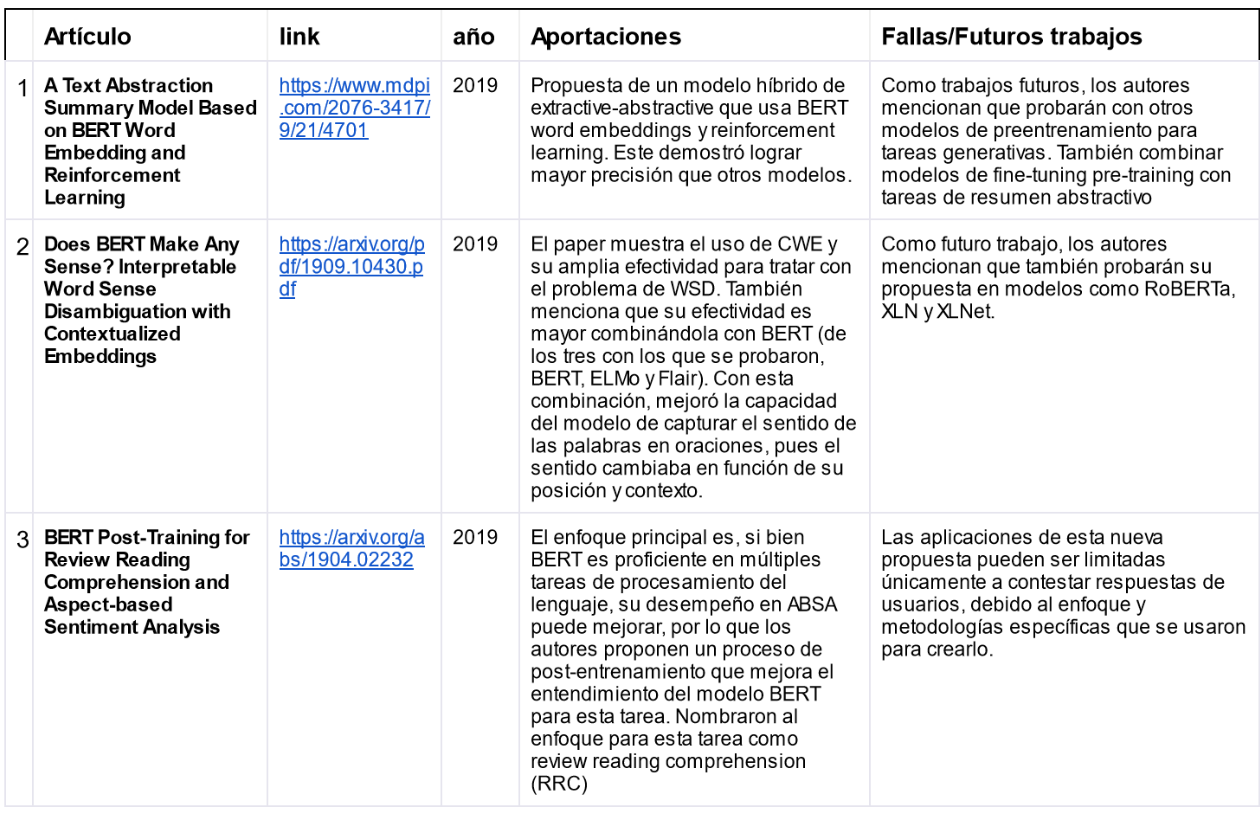 Artículo link año Aportaciones Fallas/Futuros trabajos
1
A Text Abstraction
Summary Model Based
on BERT Word
Embedding and
Reinforcement
Learning
https://www.mdpi
.com/2076-3417/
9/21/4701
2019
Propuesta de un modelo híbrido de
extractive-abstractive que usa BERT
word embeddings y reinforcement
learning. Este demostró lograr
mayor precisión que otros modelos.
Como trabajos futuros, los autores
mencionan que probarán con otros
modelos de preentrenamiento para
tareas generativas. También combinar
modelos de fine-tuning pre-training con
tareas de resumen abstractivo
2
Does BERT Make Any
Sense? Interpretable
Word Sense
Disambiguation with
Contextualized
Embeddings
https://arxiv.org/p
df/1909.10430.p
df
2019
El paper muestra el uso de CWE y
su amplia efectividad para tratar con
el problema de WSD. También
menciona que su efectividad es
mayor combinándola con BERT (de
los tres con los que se probaron,
BERT, ELMo y Flair). Con esta
combinación, mejoró la capacidad
del modelo de capturar el sentido de
las palabras en oraciones, pues el
sentido cambiaba en función de su
posición y contexto.
Como futuro trabajo, los autores
mencionan que también probarán su
propuesta en modelos como RoBERTa,
XLN y XLNet.
3
BERT Post-Training for
Review Reading
Comprehension and
Aspect-based
Sentiment Analysis
https://arxiv.org/a
bs/1904.02232
2019
El enfoque principal es, si bien
BERT es proficiente en múltiples
tareas de procesamiento del
lenguaje, su desempeño en ABSA
puede mejorar, por lo que los
autores proponen un proceso de
post-entrenamiento que mejora el
entendimiento del modelo BERT
para esta tarea. Nombraron al
enfoque para esta tarea como
review reading comprehension
(RRC)
Las aplicaciones de esta nueva
propuesta pueden ser limitadas
únicamente a contestar respuestas de
usuarios, debido al enfoque y
metodologías específicas que se usaron
para crearlo.